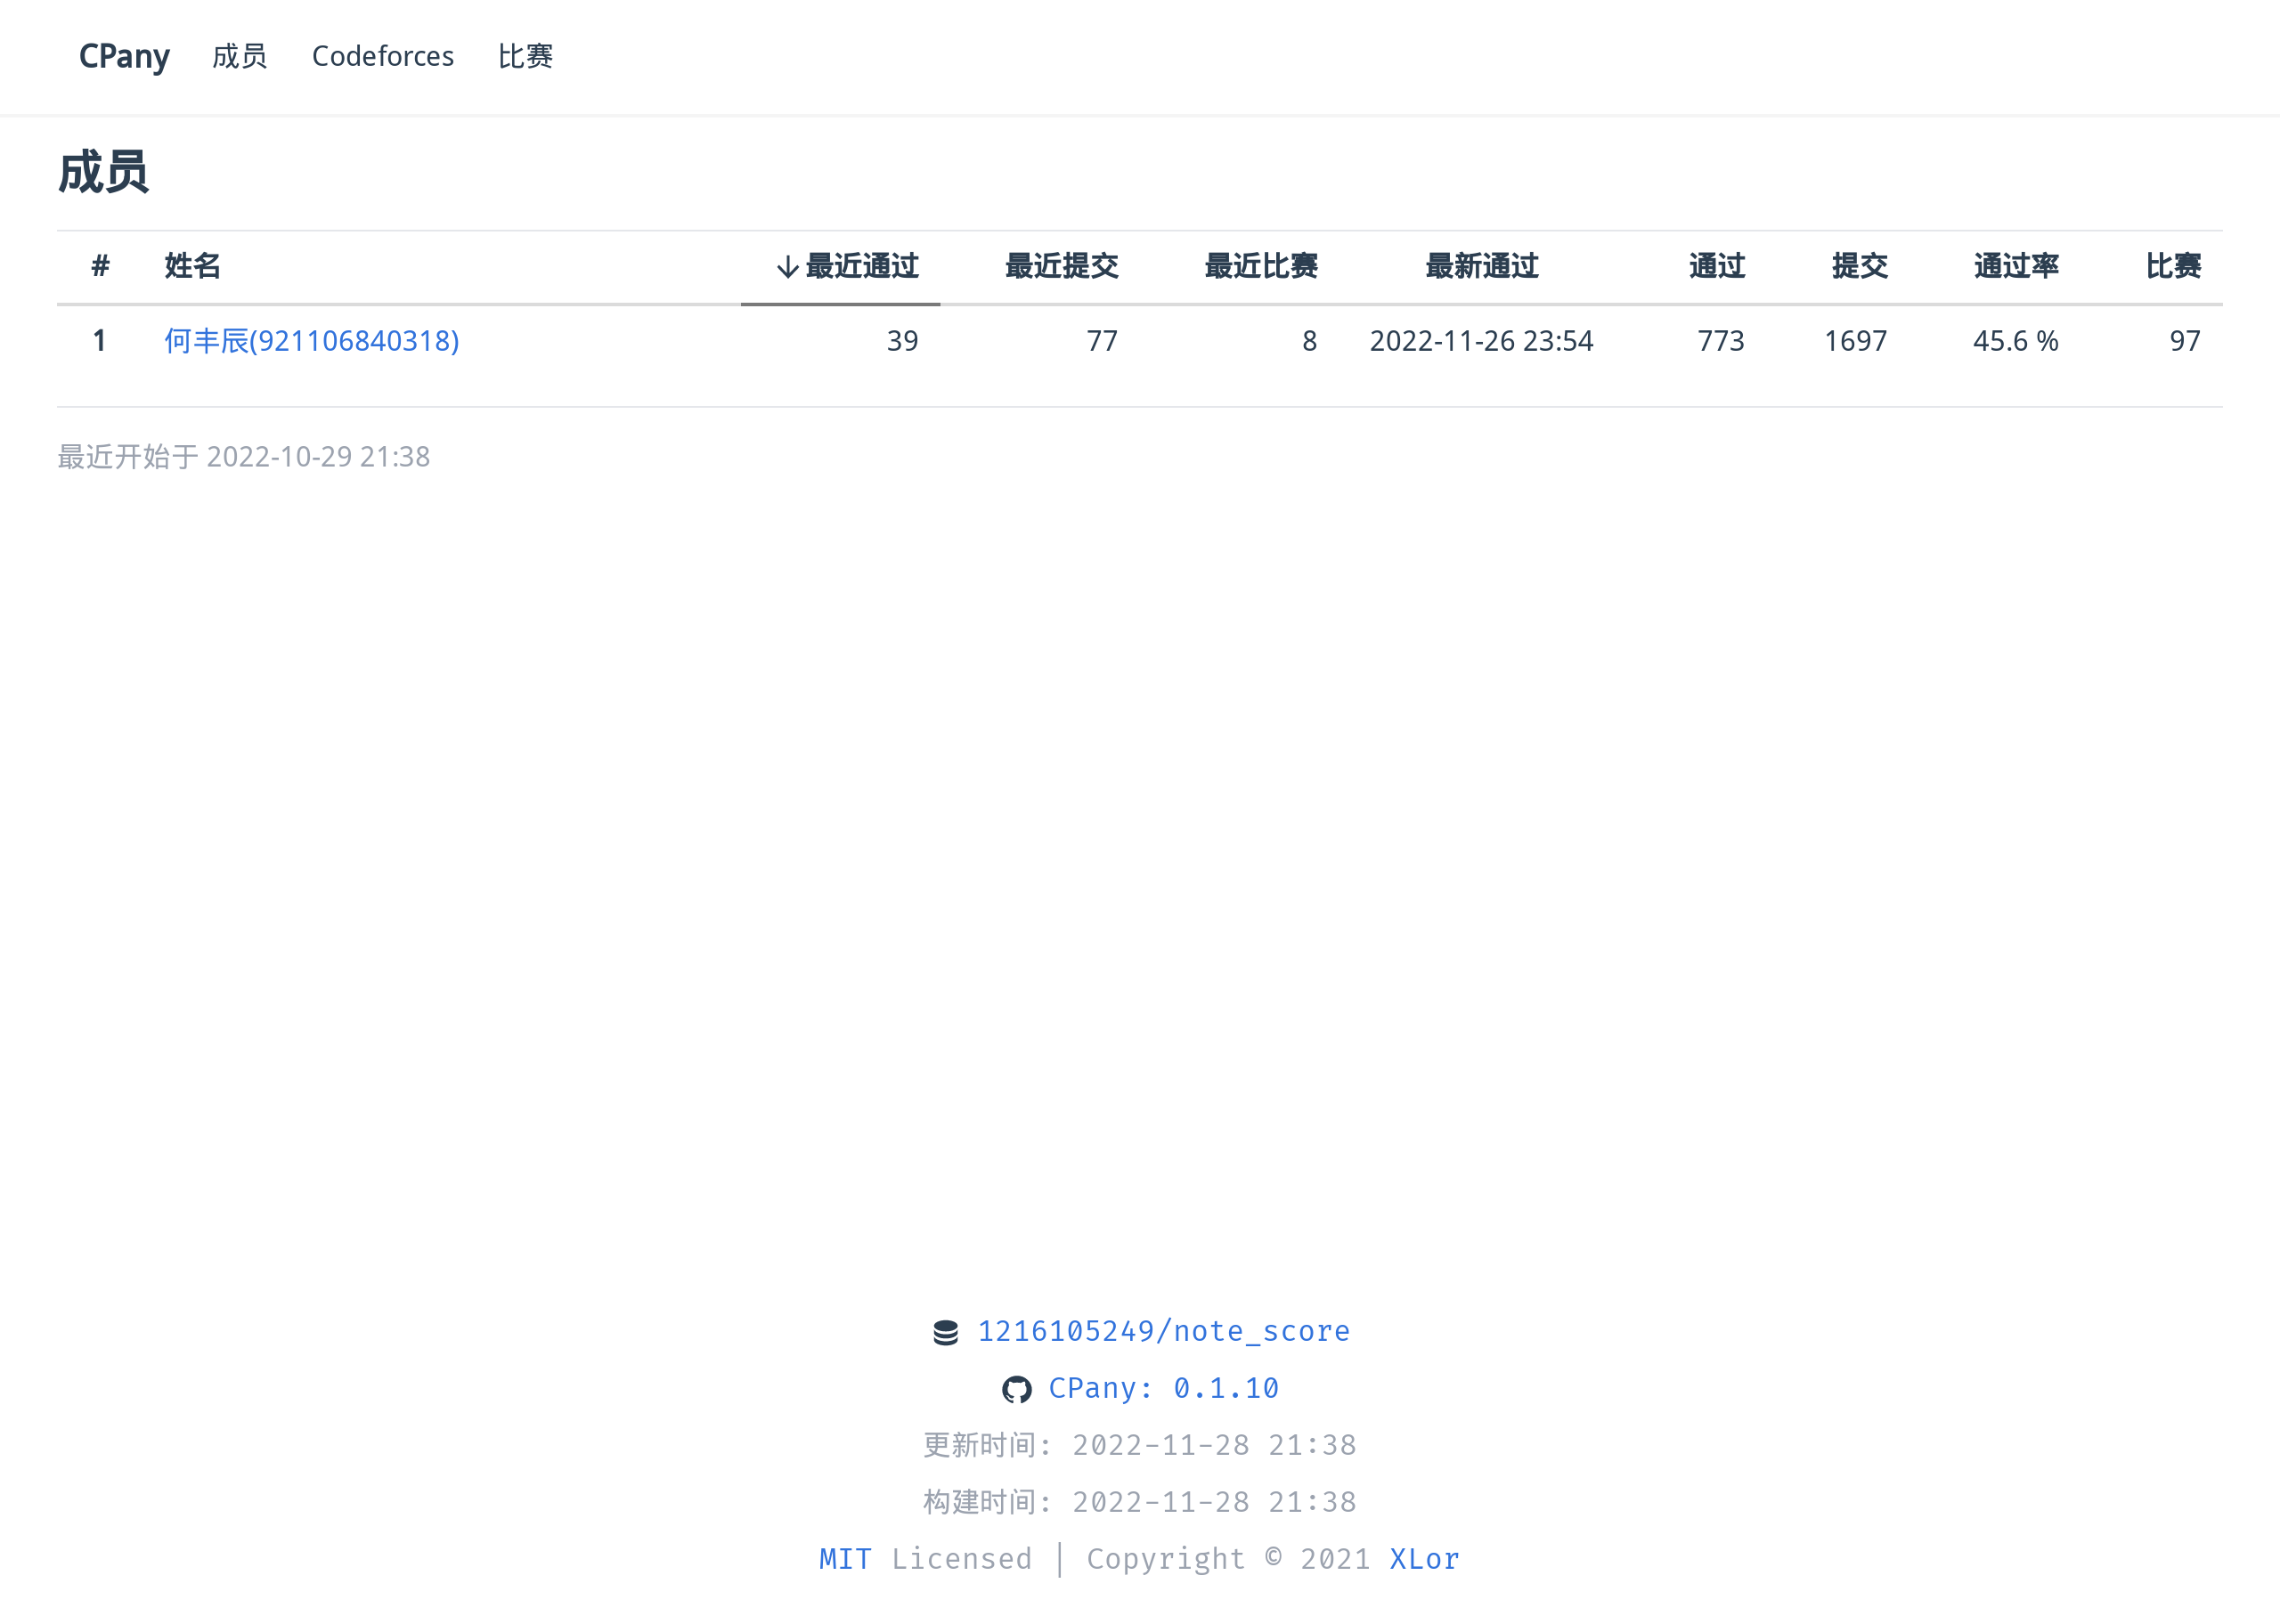 CPany 成员 Codeforces 比赛
成员
# 姓名 ↓最近通过 最近提交 最近比赛 最新通过 通过 提交 通过率 比赛
1 何丰辰(921106840318) 39 77 8 2022-11-26 23:54 773 1697 45.6 % 97
最近开始于 2022-10-29 21:38
1216105249/note_score
CPany: 0.1.10
更新时间: 2022-11-28 21:38
构建时间: 2022-11-28 21:38
MIT Licensed | Copyright © 2021 XLor